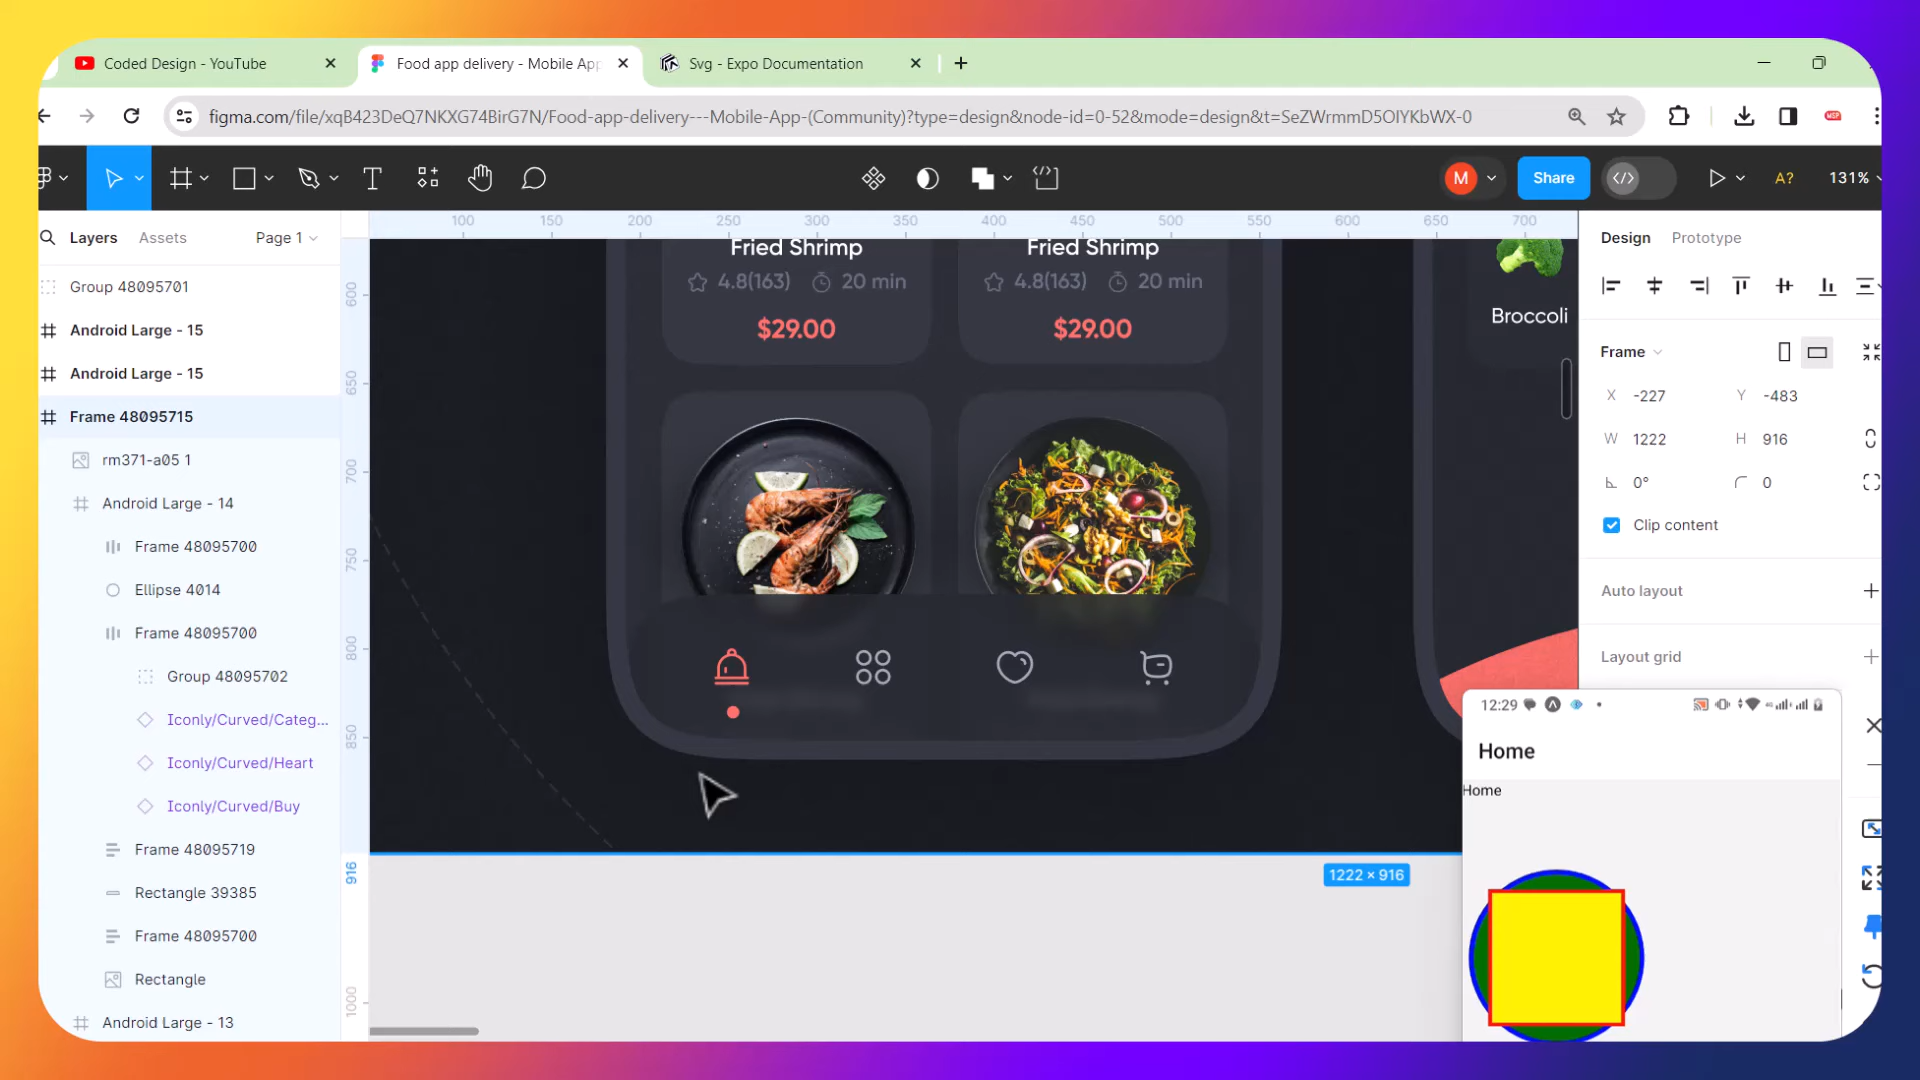 Coded Design - YouTube
Food app delivery - Mobile App
Svg - Expo Documentation
figma.com/file/xqB423DeQ7NKXG74BirG7N/Food-app-delivery---Mobile-App-(Community)?type=design&node-id=0-52&mode=design&t=SeZWrmmD5OIYKbWX-0
M
Share
A?
131%
Layers
Assets
Page 1
100
150
200
250
300
350
400
450
500
550
600
650
700
Design
Prototype
Group 48095701
Android Large - 15
Android Large - 15
Frame 48095715
rm371-a05 1
Android Large - 14
Frame 48095700
Ellipse 4014
Frame 48095700
Group 48095702
Iconly/Curved/Categ...
Iconly/Curved/Heart
Iconly/Curved/Buy
Frame 48095719
Rectangle 39385
Frame 48095700
Rectangle
Android Large - 13
600
650
700
750
800
850
916
1000
Fried Shrimp
4.8(163)
20 min
$29.00
Fried Shrimp
4.8(163)
20 min
$29.00
Broccoli
1222 × 916
Frame
X -227
Y -483
W 1222
H 916
0°
0
Clip content
Auto layout
Layout grid
12:29
Home
Home